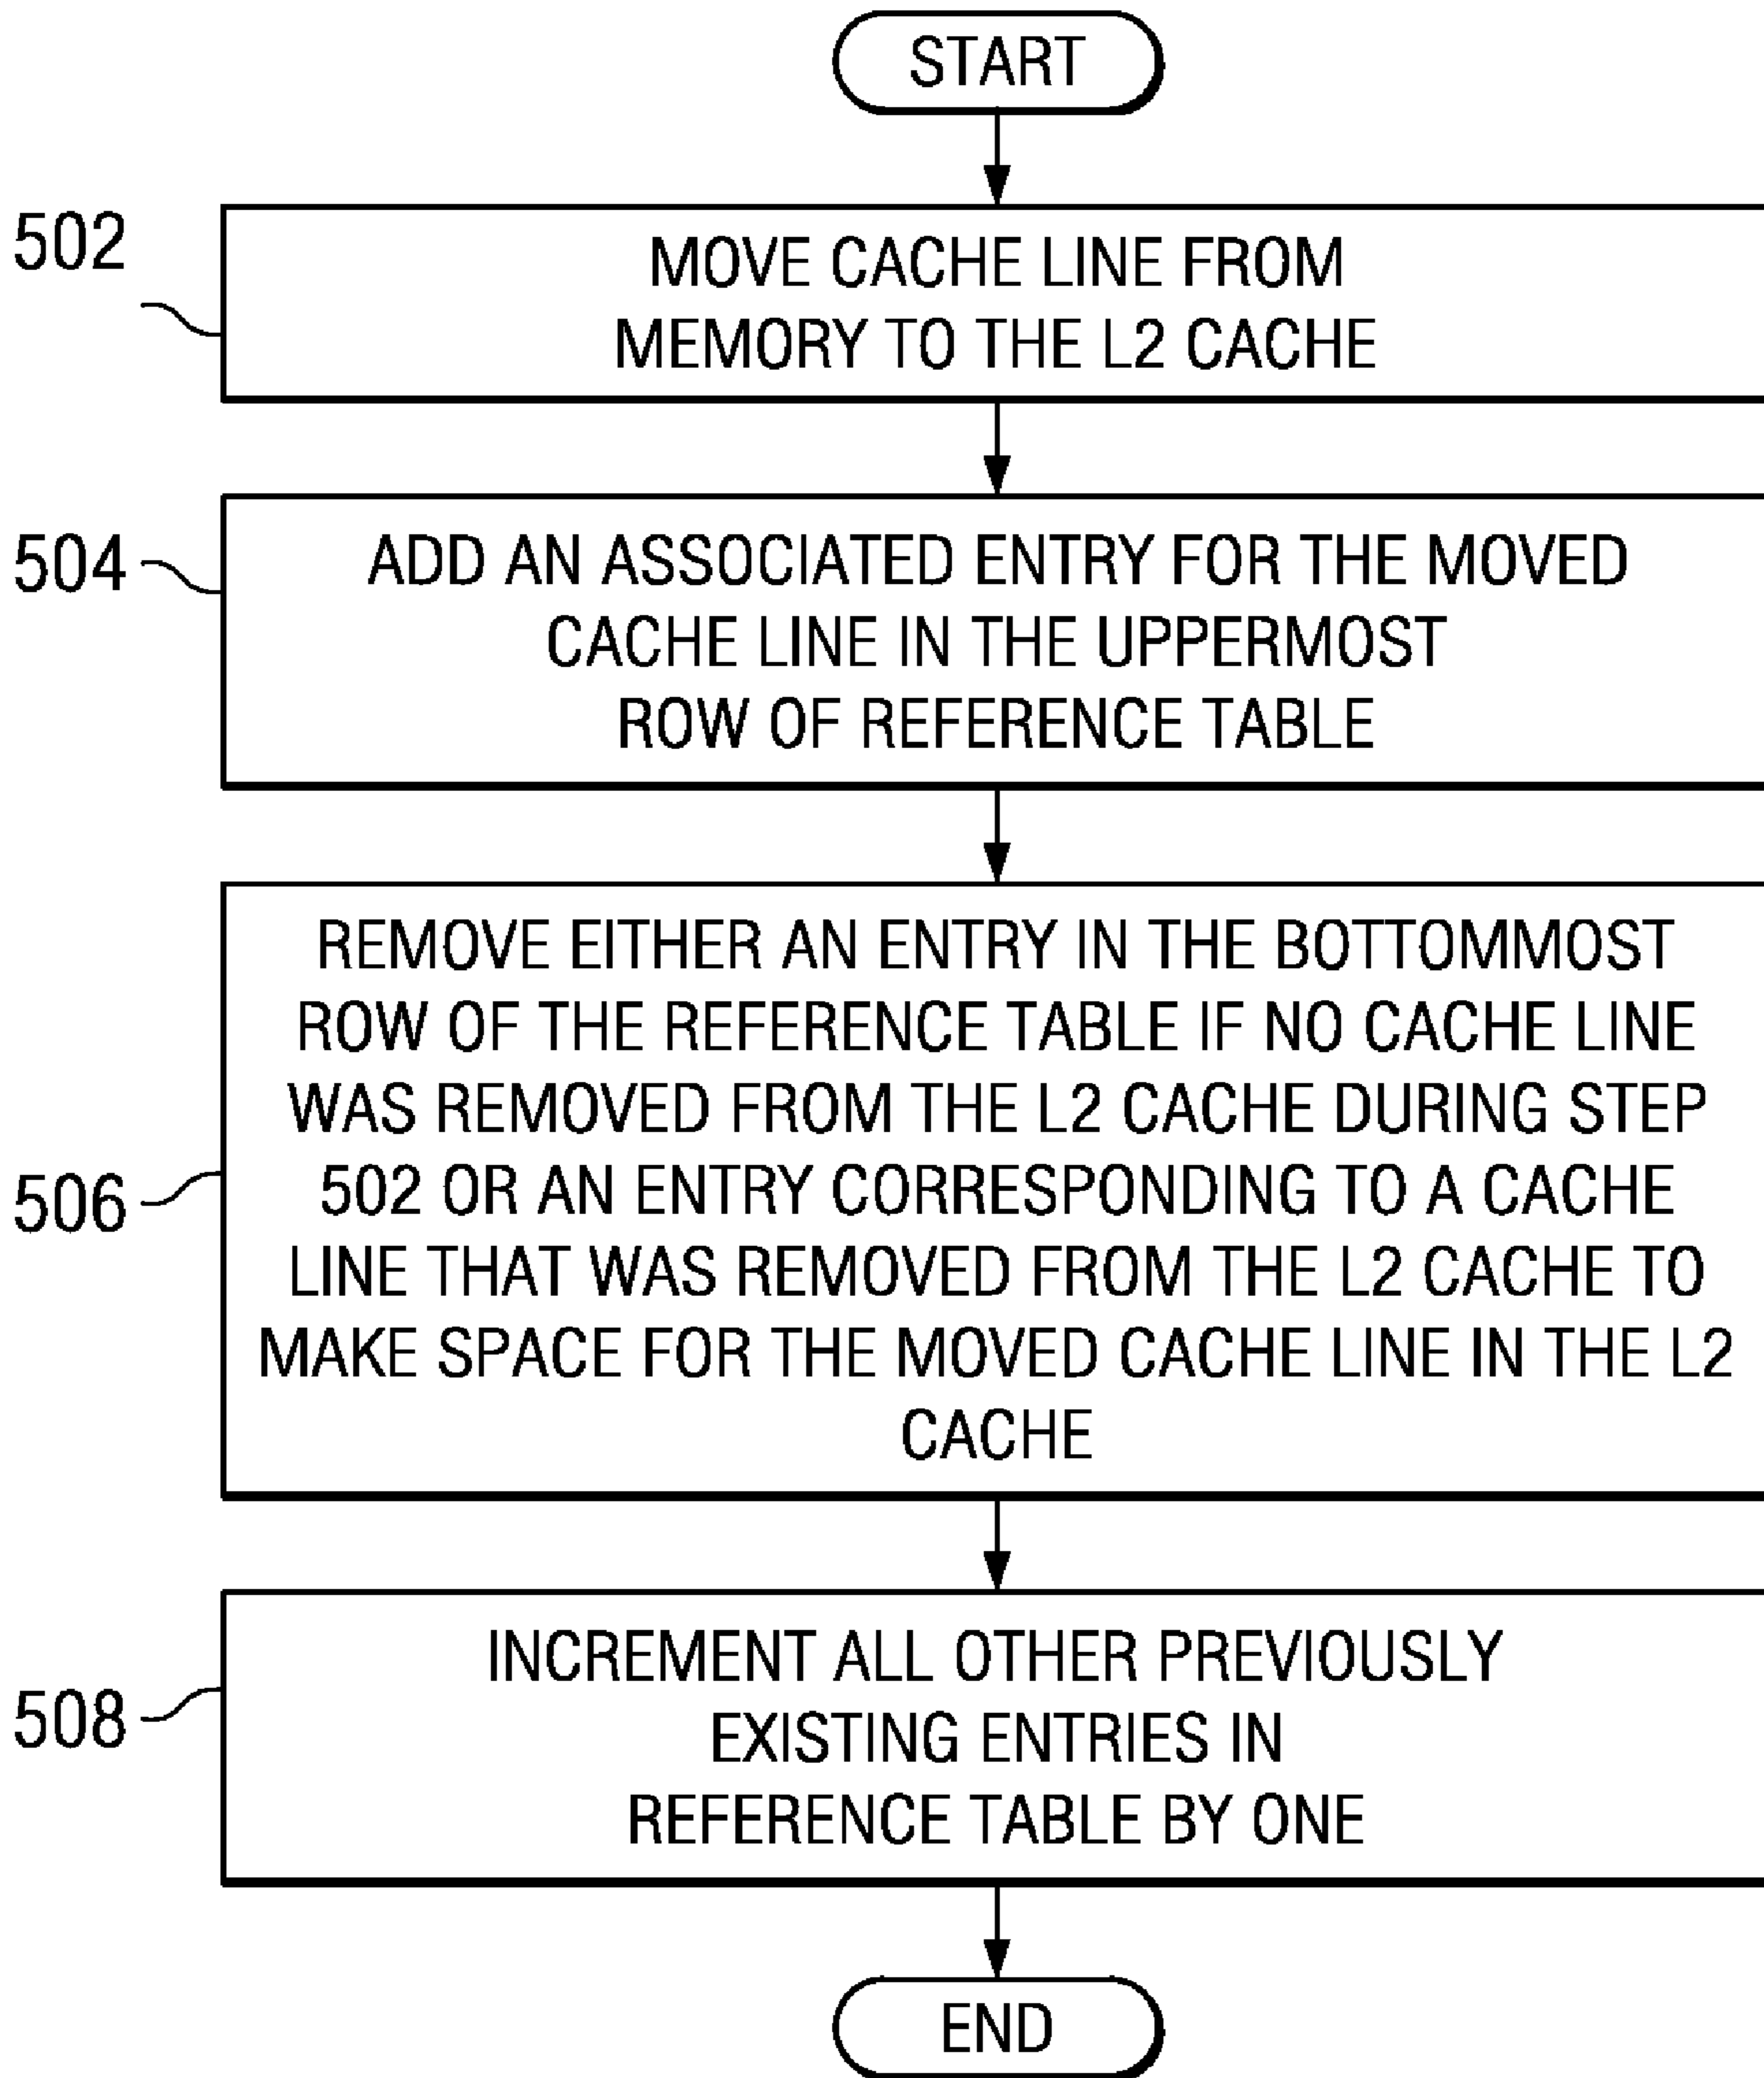 START
502
MOVE CACHE LINE FROM
MEMORY TO THE L2 CACHE
504
ADD AN ASSOCIATED ENTRY FOR THE MOVED
CACHE LINE IN THE UPPERMOST
ROW OF REFERENCE TABLE
506
REMOVE EITHER AN ENTRY IN THE BOTTOMMOST
ROW OF THE REFERENCE TABLE IF NO CACHE LINE
WAS REMOVED FROM THE L2 CACHE DURING STEP
502 OR AN ENTRY CORRESPONDING TO A CACHE
LINE THAT WAS REMOVED FROM THE L2 CACHE TO
MAKE SPACE FOR THE MOVED CACHE LINE IN THE L2
CACHE
508
INCREMENT ALL OTHER PREVIOUSLY
EXISTING ENTRIES IN
REFERENCE TABLE BY ONE
END